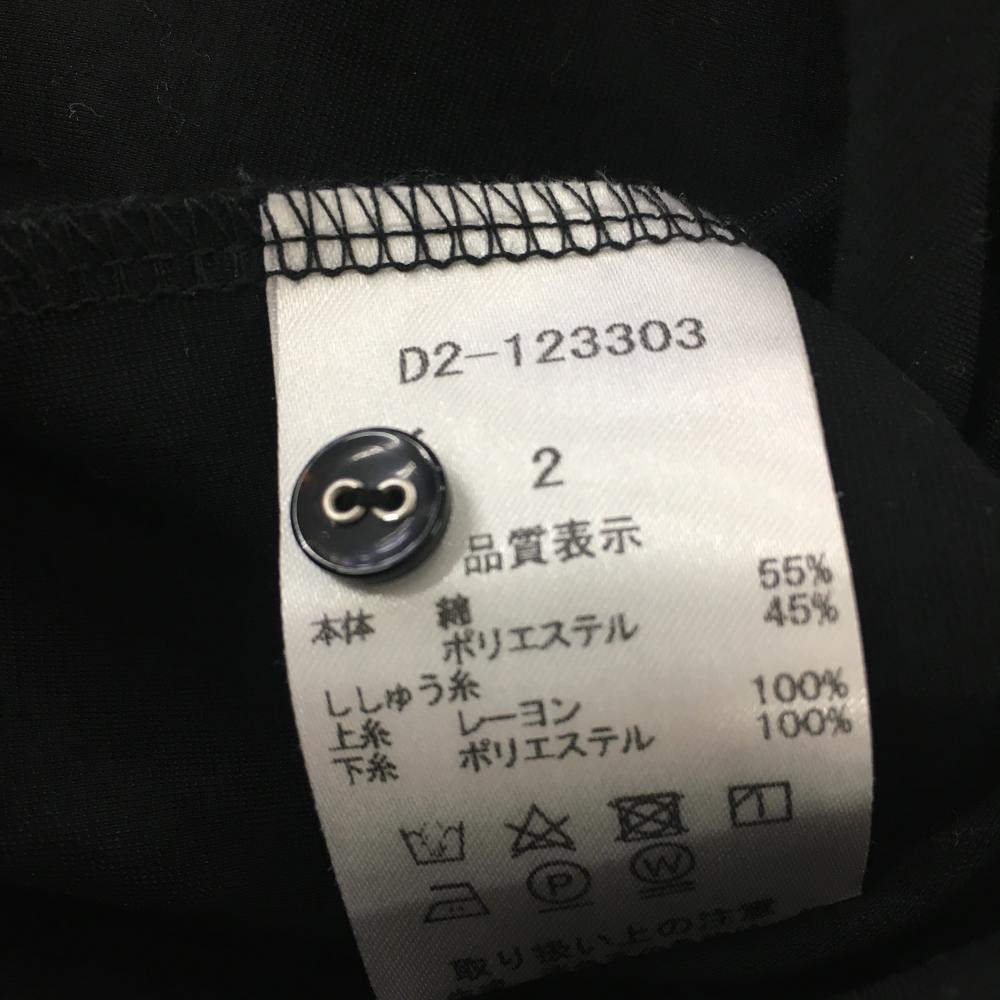 D2-123303
2
品質表示
本体 綿 55%
ポリエステル 45%
ししゅう糸
上糸 レーヨン 100%
下糸 ポリエステル 100%
P W
取り扱い上の注意